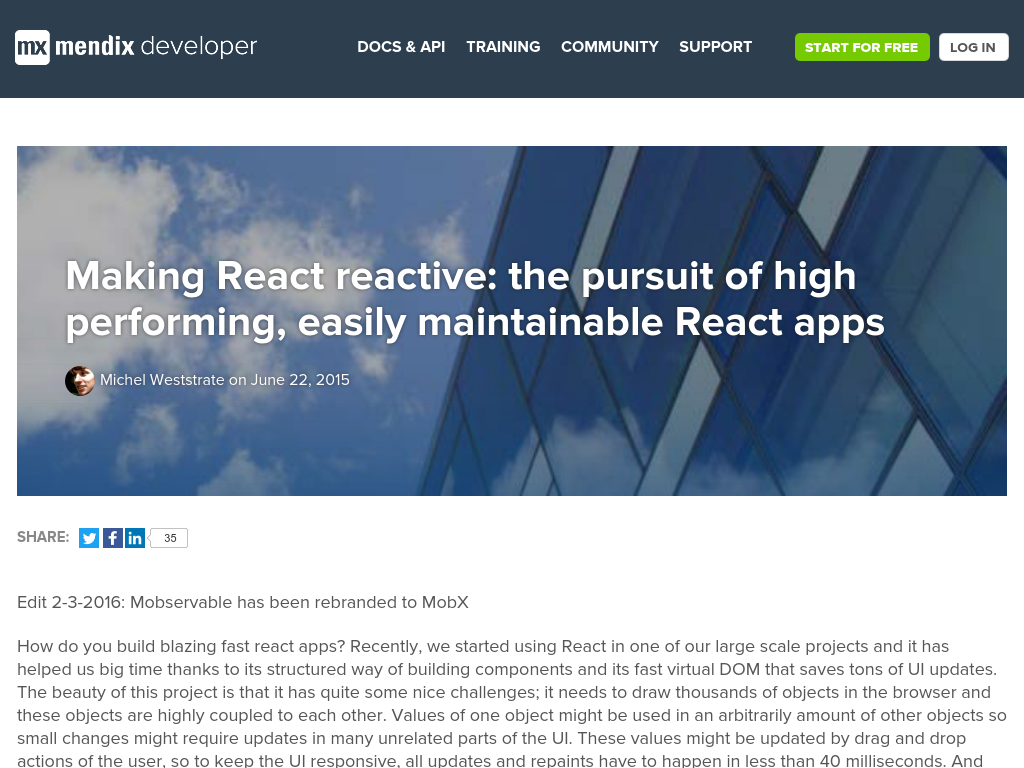 mx mendix developer
DOCS & API TRAINING COMMUNITY SUPPORT START FOR FREE LOG IN
Making React reactive: the pursuit of high
performing, easily maintainable React apps
Michel Weststrate on June 22, 2015
SHARE: 35
Edit 2-3-2016: Mobservable has been rebranded to MobX
How do you build blazing fast react apps? Recently, we started using React in one of our large scale projects and it has
helped us big time thanks to its structured way of building components and its fast virtual DOM that saves tons of UI updates.
The beauty of this project is that it has quite some nice challenges; it needs to draw thousands of objects in the browser and
these objects are highly coupled to each other. Values of one object might be used in an arbitrarily amount of other objects so
small changes might require updates in many unrelated parts of the UI. These values might be updated by drag and drop
actions of the user, so to keep the UI responsive, all updates and repaints have to happen in less than 40 milliseconds. And